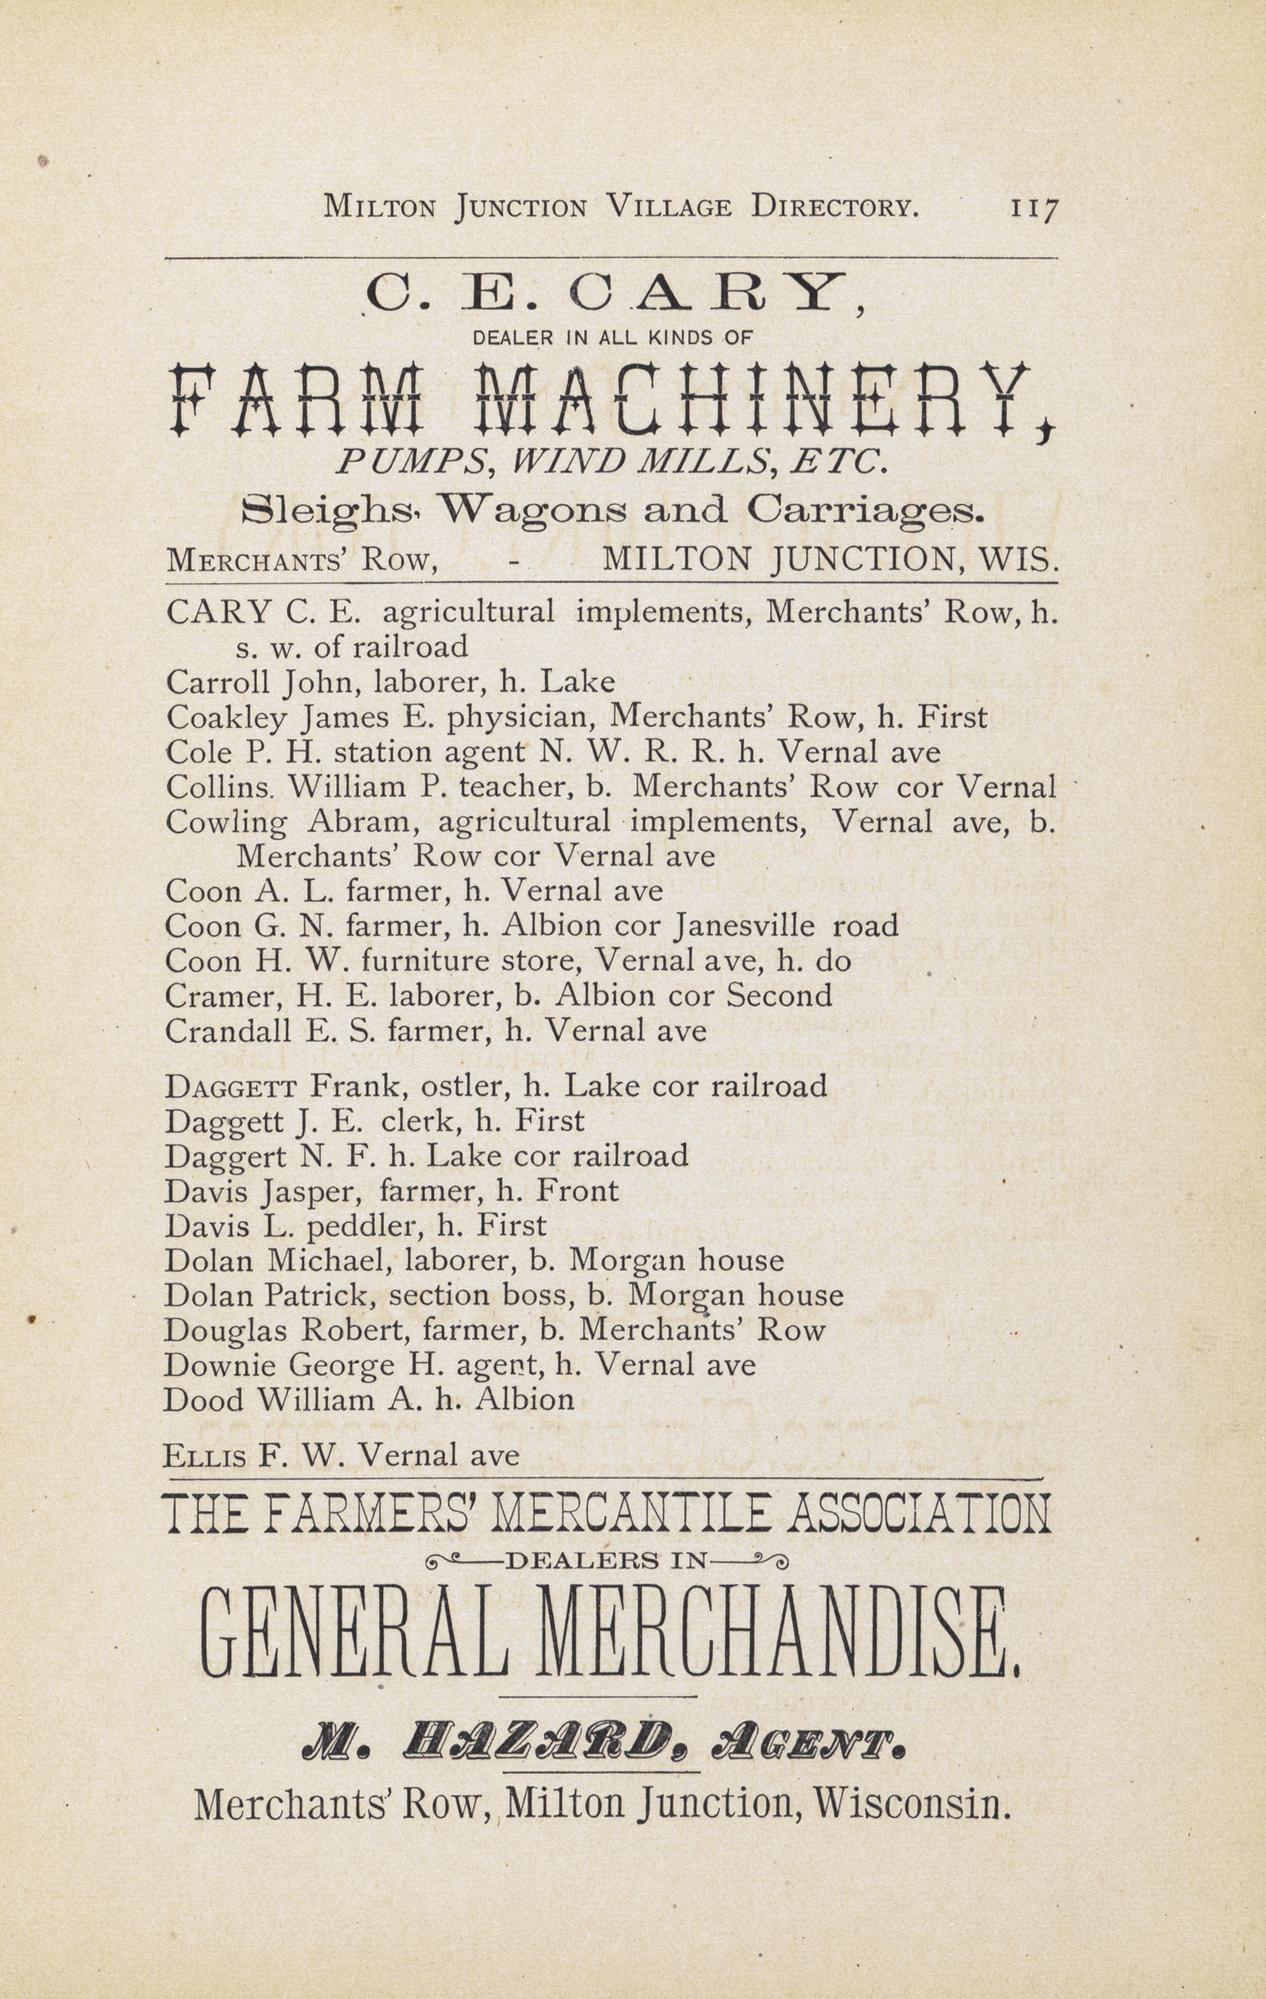 Milton Junction Village Directory. 117
C. E. CARY,
DEALER IN ALL KINDS OF
FARM MACHINERY,
PUMPS, WIND MILLS, ETC.
Sleighs, Wagons and Carriages.
Merchants' Row, - MILTON JUNCTION, WIS.
CARY C. E. agricultural implements, Merchants' Row, h.
s. w. of railroad
Carroll John, laborer, h. Lake
Coakley James E. physician, Merchants' Row, h. First
Cole P. H. station agent N. W. R. R. h. Vernal ave
Collins. William P. teacher, b. Merchants' Row cor Vernal
Cowling Abram, agricultural implements, Vernal ave, b.
Merchants' Row cor Vernal ave
Coon A. L. farmer, h. Vernal ave
Coon G. N. farmer, h. Albion cor Janesville road
Coon H. W. furniture store, Vernal ave, h. do
Cramer, H. E. laborer, b. Albion cor Second
Crandall E. S. farmer, h. Vernal ave
Daggett Frank, ostler, h. Lake cor railroad
Daggett J. E. clerk, h. First
Daggert N. F. h. Lake cor railroad
Davis Jasper, farmer, h. Front
Davis L. peddler, h. First
Dolan Michael, laborer, b. Morgan house
Dolan Patrick, section boss, b. Morgan house
Douglas Robert, farmer, b. Merchants' Row
Downie George H. agent, h. Vernal ave
Dood William A. h. Albion
Ellis F. W. Vernal ave
THE FARMERS' MERCANTILE ASSOCIATION
DEALERS IN
GENERAL MERCHANDISE.
M. HAZARD, AGENT.
Merchants' Row, Milton Junction, Wisconsin.